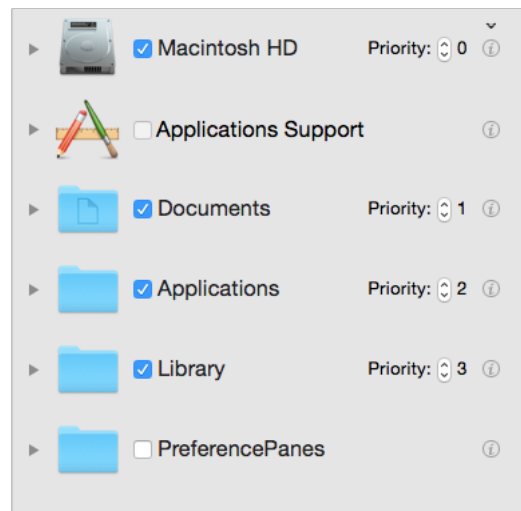 Macintosh HD Priority: 0
Applications Support
Documents Priority: 1
Applications Priority: 2
Library Priority: 3
PreferencePanes